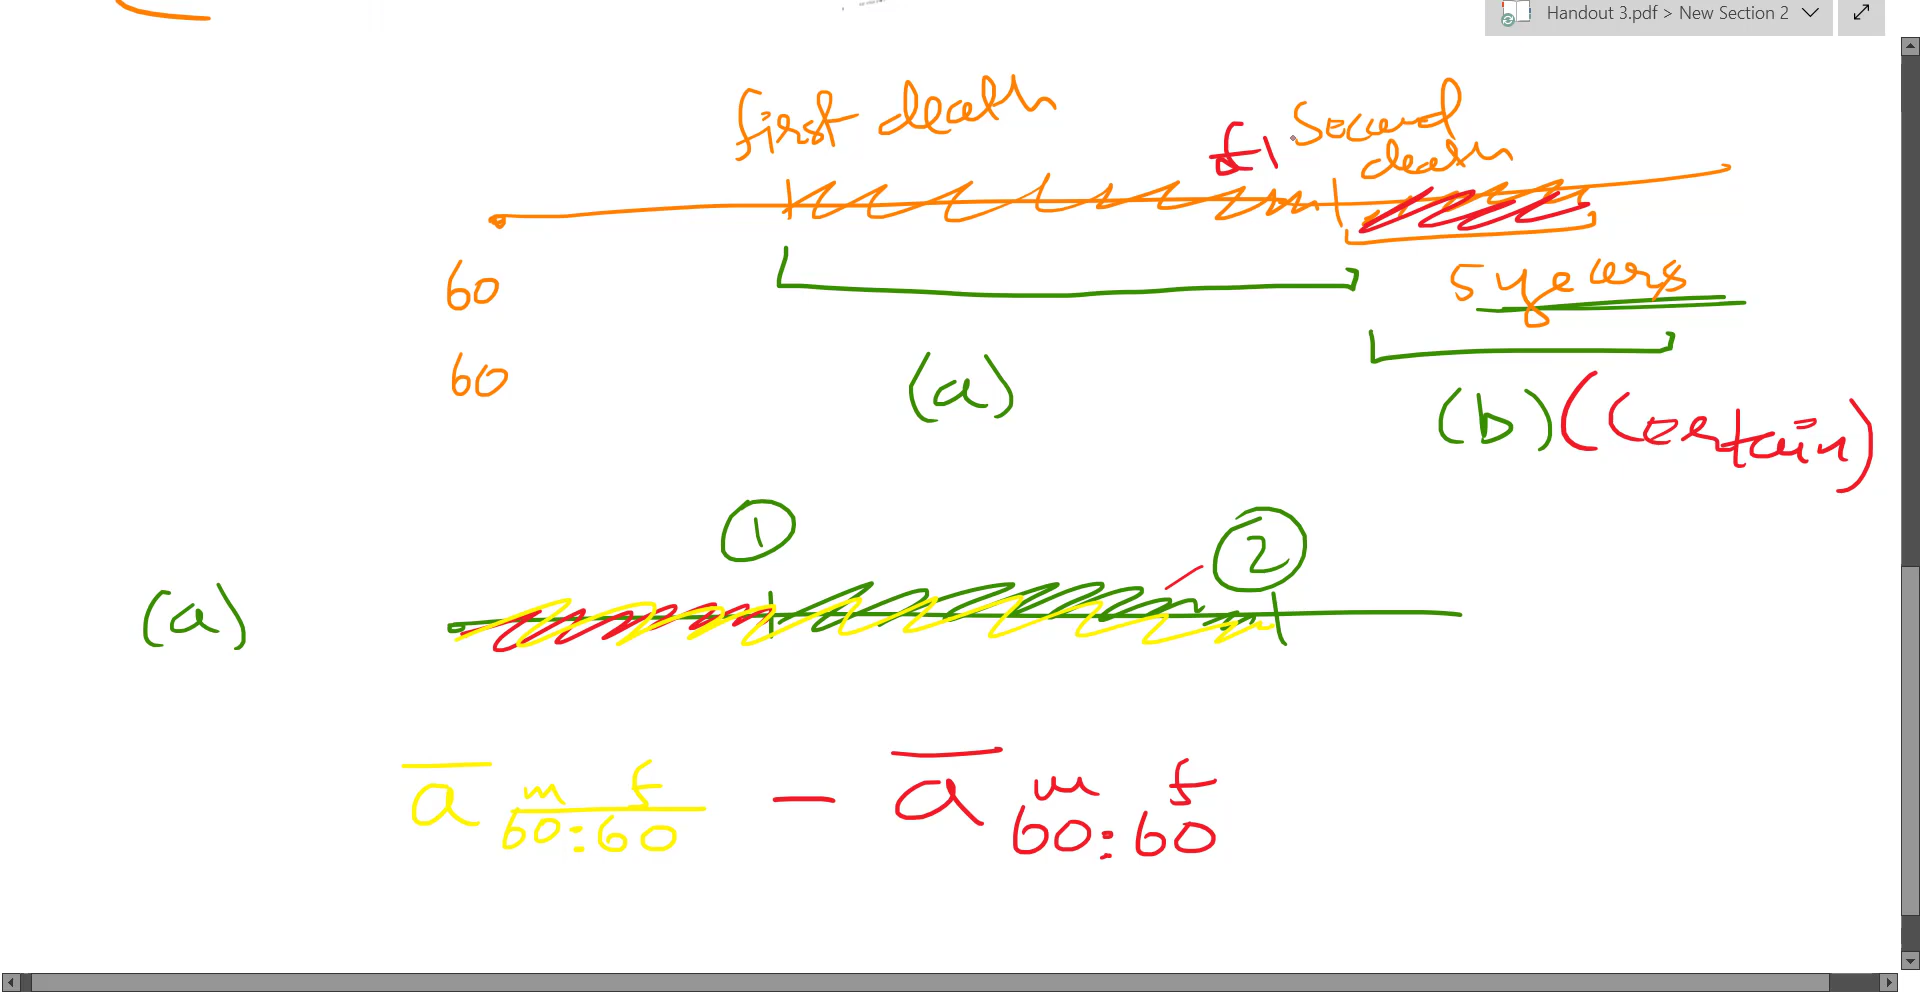 Handout 3.pdf > New Section 2
first death
£1 Second
death
60
5 years
60
(a)
(b) (Certain)
1
2
(a)
a̅ m f 60:60 − a̅ m f 60:60